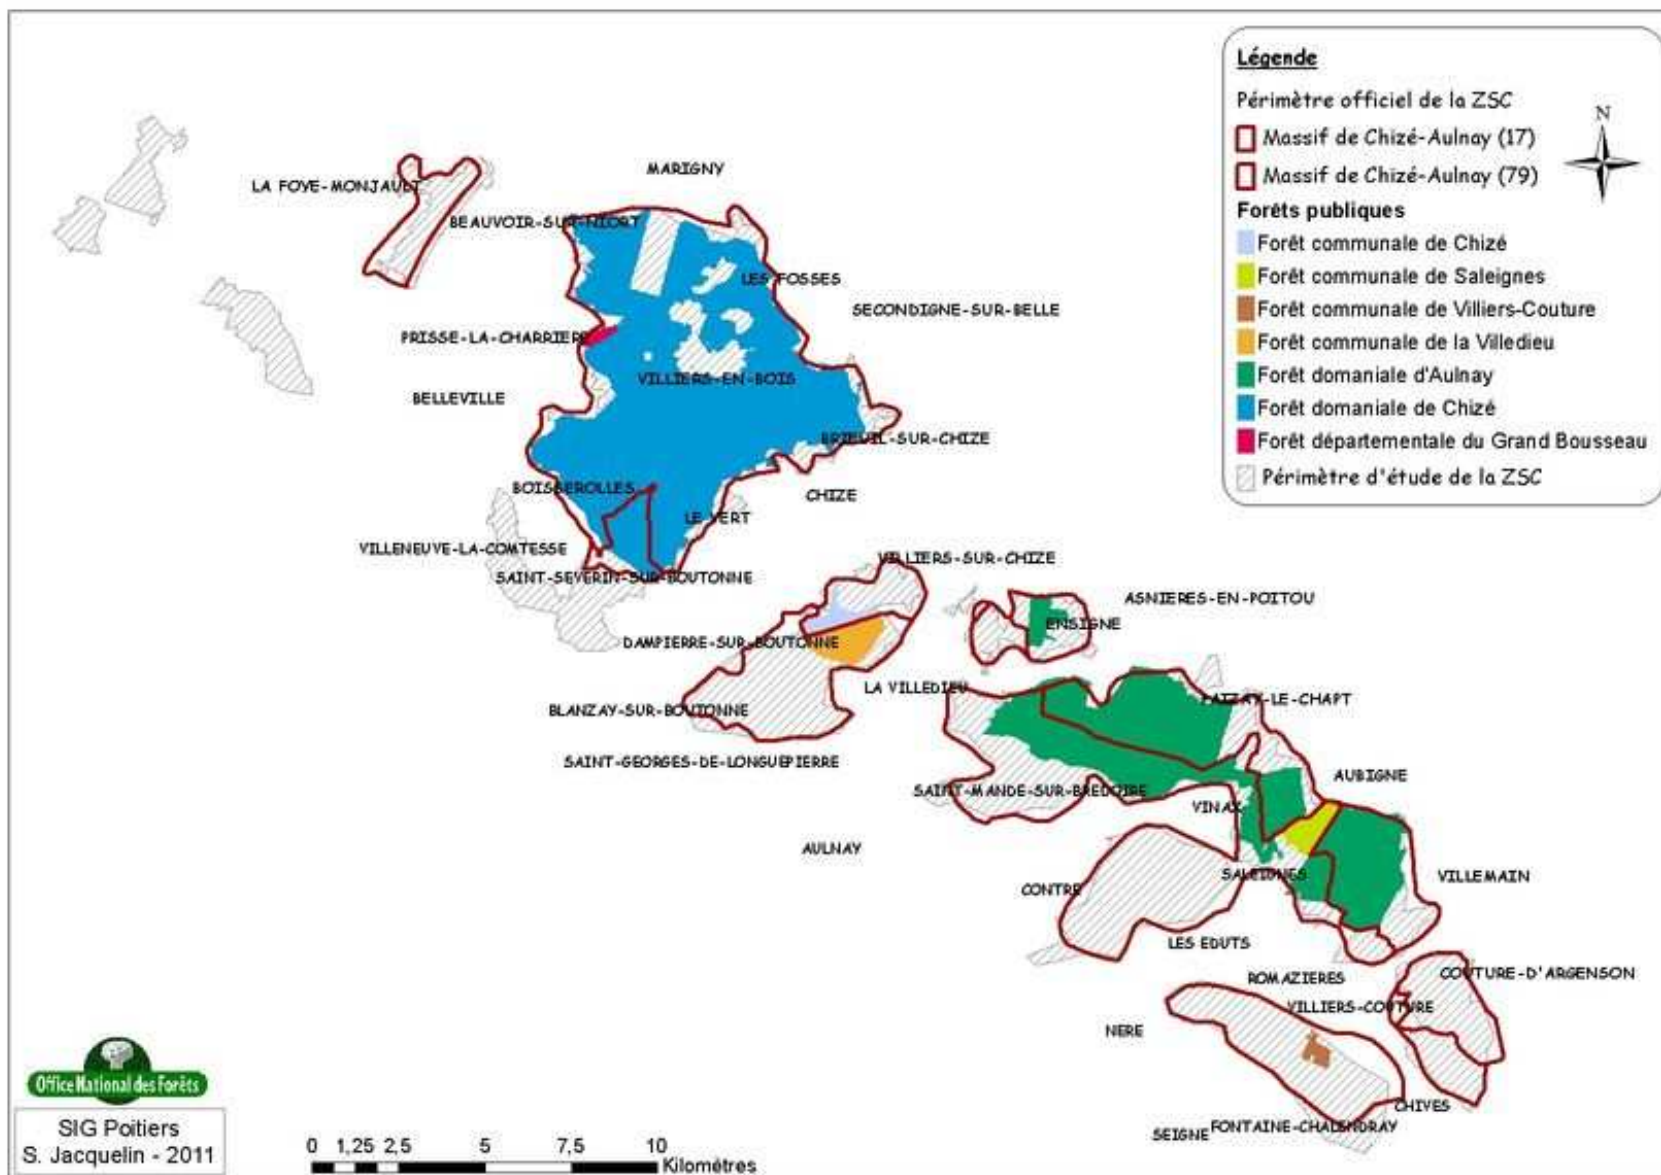 Légende
Périmètre officiel de la ZSC
Massif de Chizé-Aulnay (17)
Massif de Chizé-Aulnay (79)
Forêts publiques
Forêt communale de Chizé
Forêt communale de Saleignes
Forêt communale de Villiers-Couture
Forêt communale de la Villedieu
Forêt domaniale d'Aulnay
Forêt domaniale de Chizé
Forêt départementale du Grand Bousseau
Périmètre d'étude de la ZSC
N
MARIGNY
LA FOYE-MONJAULT
BEAUVOIR-SUR-NIORT
LES FOSSES
SECONDIGNE-SUR-BELLE
PRISSE-LA-CHARRIERE
VILLIERS-EN-BOIS
BELLEVILLE
BRIEUIL-SUR-CHIZE
BOISSEROLLES
CHIZE
LE VERT
VILLENEUVE-LA-COMTESSE
VILLIERS-SUR-CHIZE
SAINT-SEVERIN-SUR-BOUTONNE
ASNIERES-EN-POITOU
ENSIGNE
DAMPIERRE-SUR-BOUTONNE
LA VILLEDIEU
PAIZAY-LE-CHAPT
BLANZAY-SUR-BOUTONNE
SAINT-GEORGES-DE-LONGUEPIERRE
AUBIGNE
SAINT-MANDE-SUR-BREDOIRE
VINAX
AULNAY
SALEIGNES
VILLEMAIN
CONTRE
LES EDUTS
ROMAZIERES
COUTURE-D'ARGENSON
VILLIERS-COUTURE
NERE
CHIVES
FONTAINE-CHALENDRAY
SEIGNE
Office National des Forêts
SIG Poitiers
S. Jacquelin - 2011
0 1,25 2,5 5 7,5 10
Kilomètres